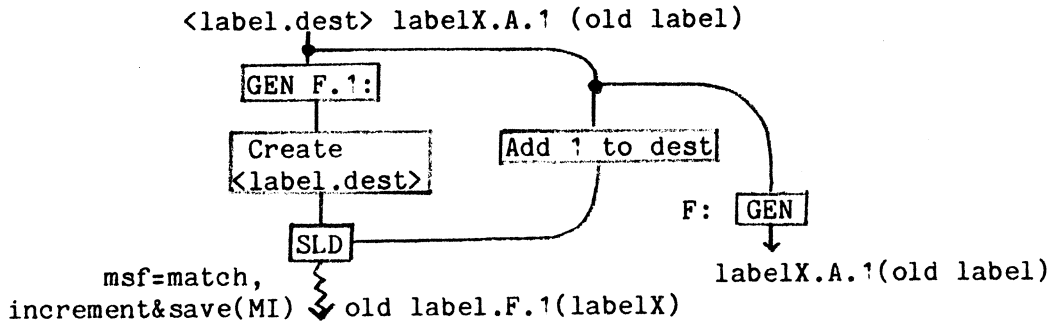 <label.dest> labelX.A.1 (old label)
GEN F.1:
Create
<label.dest>
Add 1 to dest
F: GEN
SLD
labelX.A.1(old label)
msf=match,
increment&save(MI) old label.F.1(labelX)